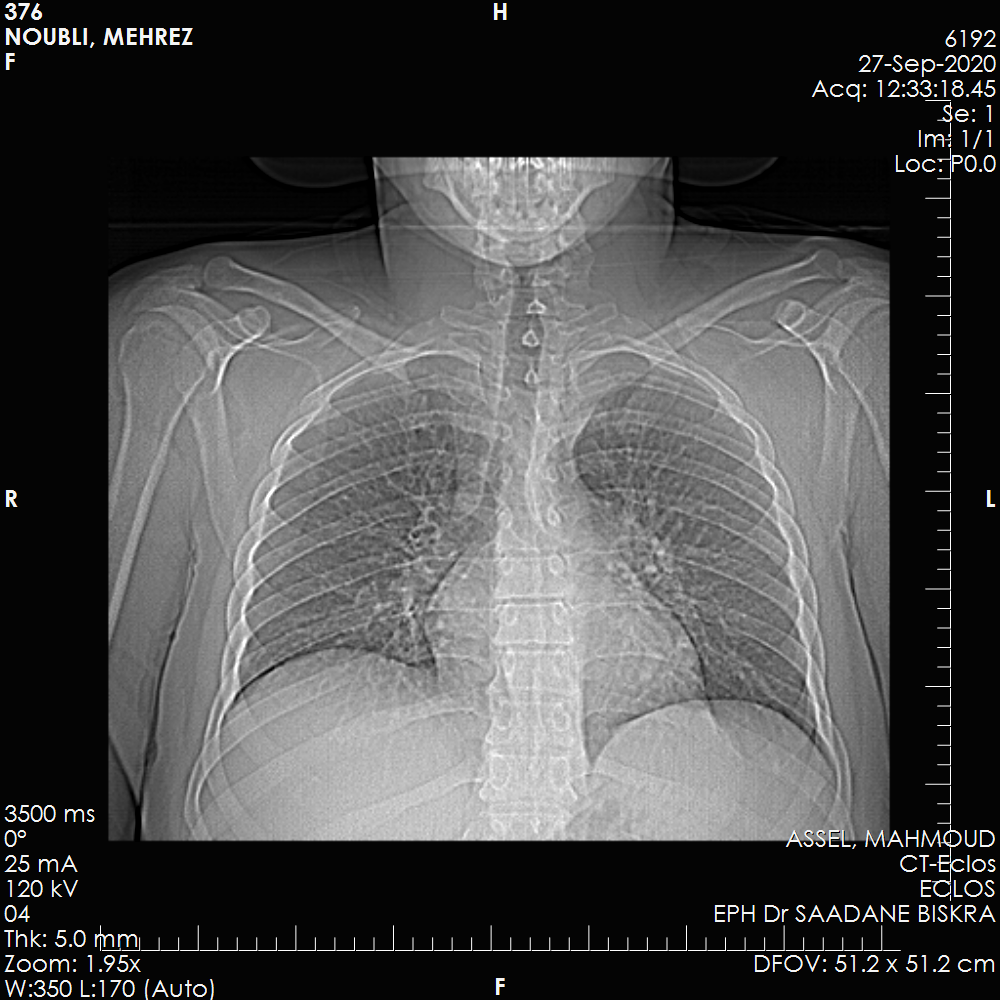 376
NOUBLI, MEHREZ
F
H
6192
27-Sep-2020
Acq: 12:33:18.45
Se: 1
Im: 1/1
Loc: P0.0
R
L
3500 ms
0°
25 mA
120 kV
04
Thk: 5.0 mm
Zoom: 1.95x
W:350 L:170 (Auto)
F
ASSEL, MAHMOUD
CT-Eclos
ECLOS
EPH Dr SAADANE BISKRA
DFOV: 51.2 x 51.2 cm